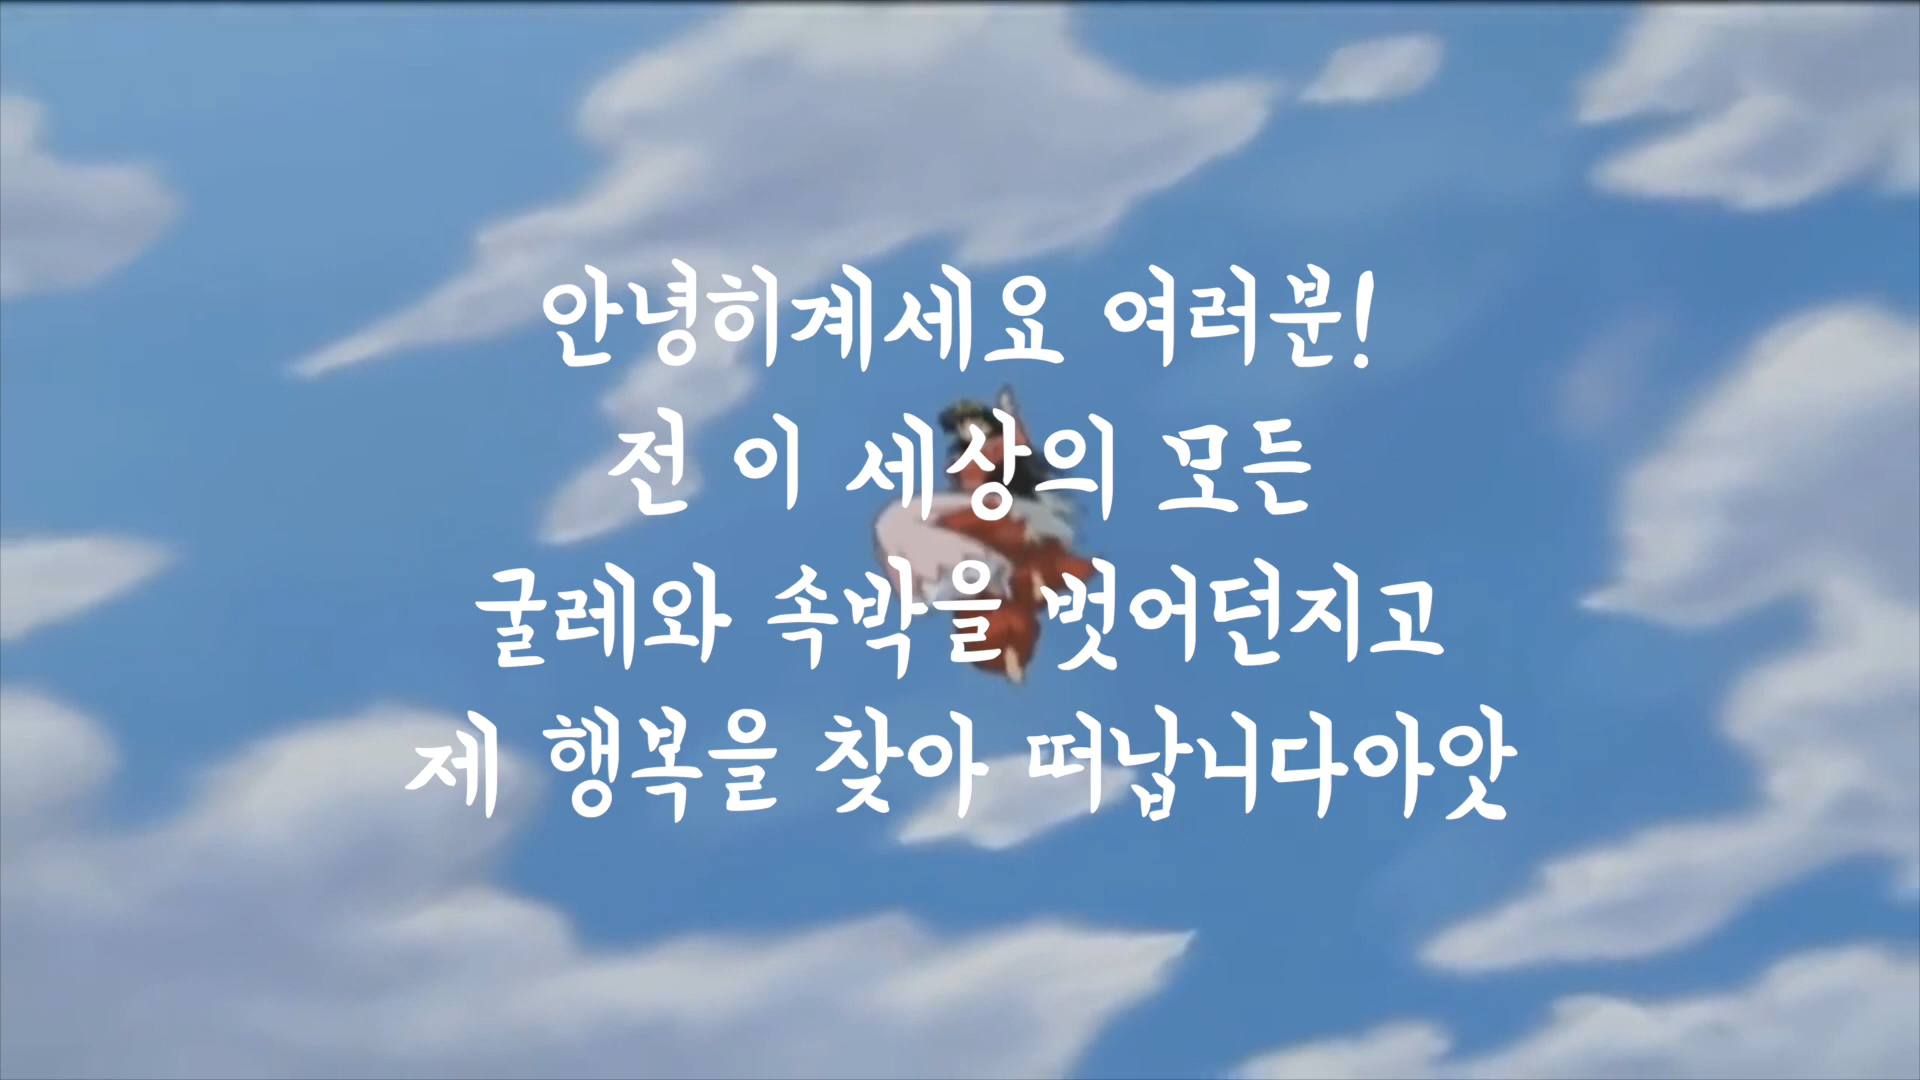 안녕히계세요 여러분!
전 이 세상의 모든
굴레와 속박을 벗어던지고
제 행복을 찾아 떠납니다아앗